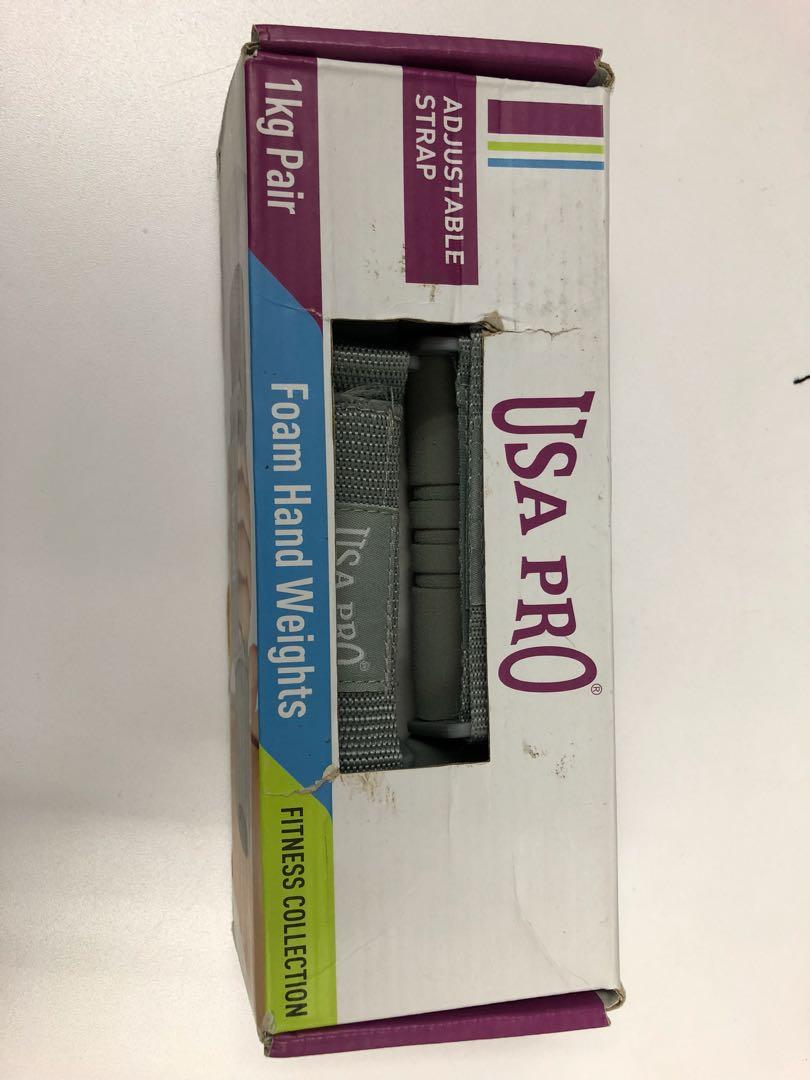 USA PRO®
ADJUSTABLE
STRAP
USA PRO®
1kg Pair
Foam Hand Weights
FITNESS COLLECTION